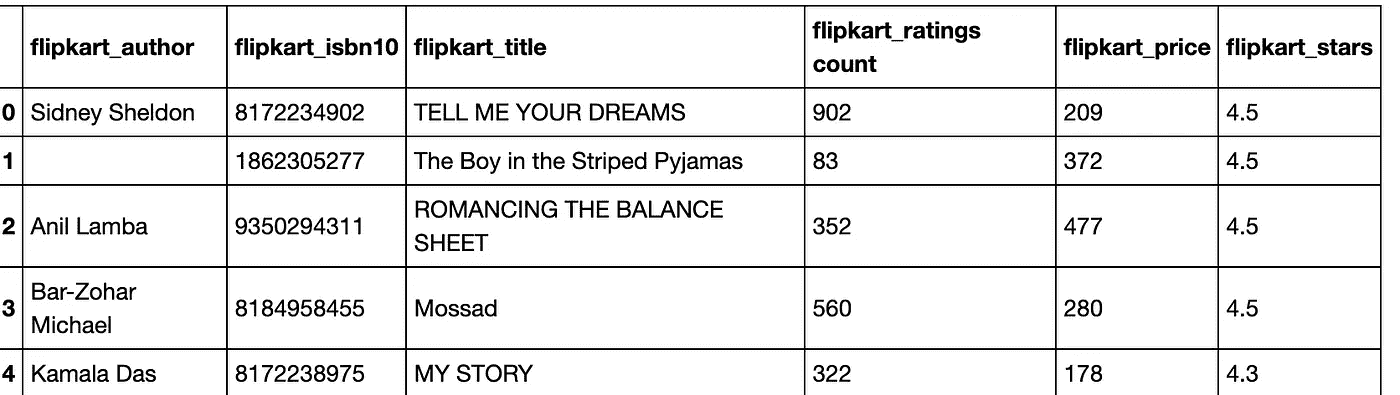 flipkart_author flipkart_isbn10 flipkart_title flipkart_ratings count flipkart_price flipkart_stars
0 Sidney Sheldon 8172234902 TELL ME YOUR DREAMS 902 209 4.5
1 1862305277 The Boy in the Striped Pyjamas 83 372 4.5
2 Anil Lamba 9350294311 ROMANCING THE BALANCE SHEET 352 477 4.5
3 Bar-Zohar Michael 8184958455 Mossad 560 280 4.5
4 Kamala Das 8172238975 MY STORY 322 178 4.3